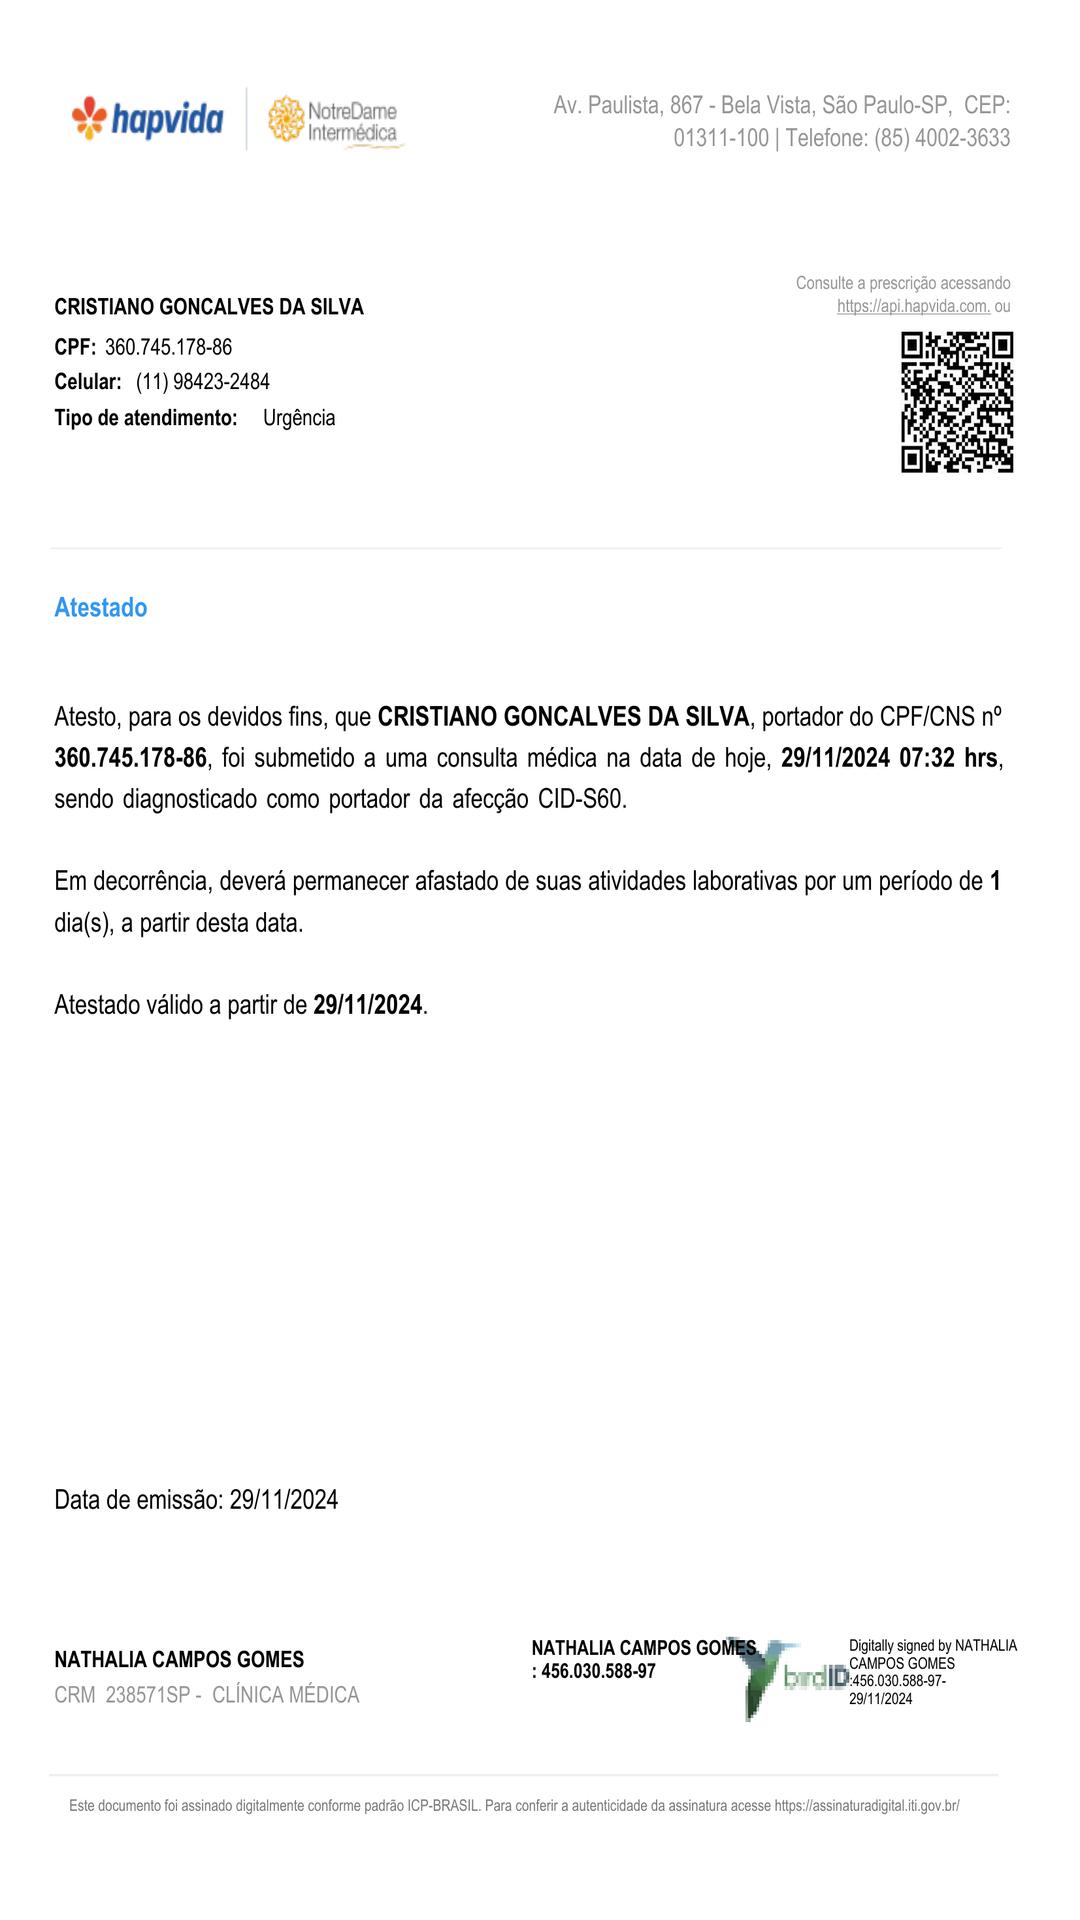 hapvida
NotreDame
Intermédica
Av. Paulista, 867 - Bela Vista, São Paulo-SP, CEP:
01311-100 | Telefone: (85) 4002-3633
Consulte a prescrição acessando
https://api.hapvida.com. ou
CRISTIANO GONCALVES DA SILVA
CPF: 360.745.178-86
Celular: (11) 98423-2484
Tipo de atendimento: Urgência
Atestado
Atesto, para os devidos fins, que CRISTIANO GONCALVES DA SILVA, portador do CPF/CNS nº
360.745.178-86, foi submetido a uma consulta médica na data de hoje, 29/11/2024 07:32 hrs,
sendo diagnosticado como portador da afecção CID-S60.
Em decorrência, deverá permanecer afastado de suas atividades laborativas por um período de 1
dia(s), a partir desta data.
Atestado válido a partir de 29/11/2024.
Data de emissão: 29/11/2024
NATHALIA CAMPOS GOMES
CRM 238571SP - CLÍNICA MÉDICA
NATHALIA CAMPOS GOMES
: 456.030.588-97
birdID
Digitally signed by NATHALIA
CAMPOS GOMES
:456.030.588-97-
29/11/2024
Este documento foi assinado digitalmente conforme padrão ICP-BRASIL. Para conferir a autenticidade da assinatura acesse https://assinaturadigital.iti.gov.br/